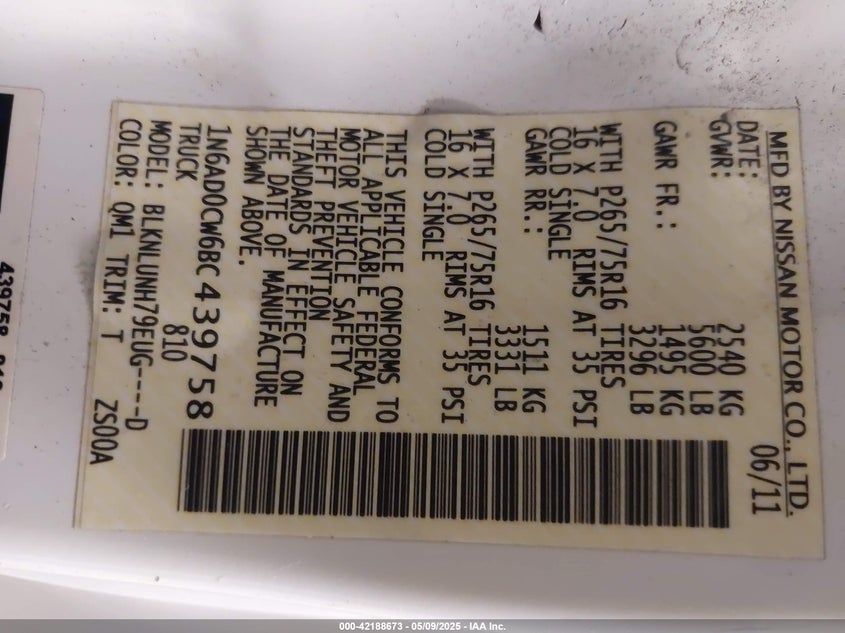 MFD BY NISSAN MOTOR CO., LTD.
DATE: 06/11
GVWR: 2540 KG
5600 LB
GAWR FR.: 1495 KG
3296 LB
WITH P265/75R16 TIRES
16 X 7.0 RIMS AT 35 PSI
COLD SINGLE
GAWR RR.: 1511 KG
3331 LB
WITH P265/75R16 TIRES
16 X 7.0 RIMS AT 35 PSI
COLD SINGLE
THIS VEHICLE CONFORMS TO
ALL APPLICABLE FEDERAL
MOTOR VEHICLE SAFETY AND
THEFT PREVENTION
STANDARDS IN EFFECT ON
THE DATE OF MANUFACTURE
SHOWN ABOVE.
1N6AD0CW6BC439758
TRUCK 810
MODEL: BLKNLUNH79EUG----D
COLOR: QM1 TRIM: T ZS00A
439758
000-42188673 - 05/09/2025 - IAA Inc.